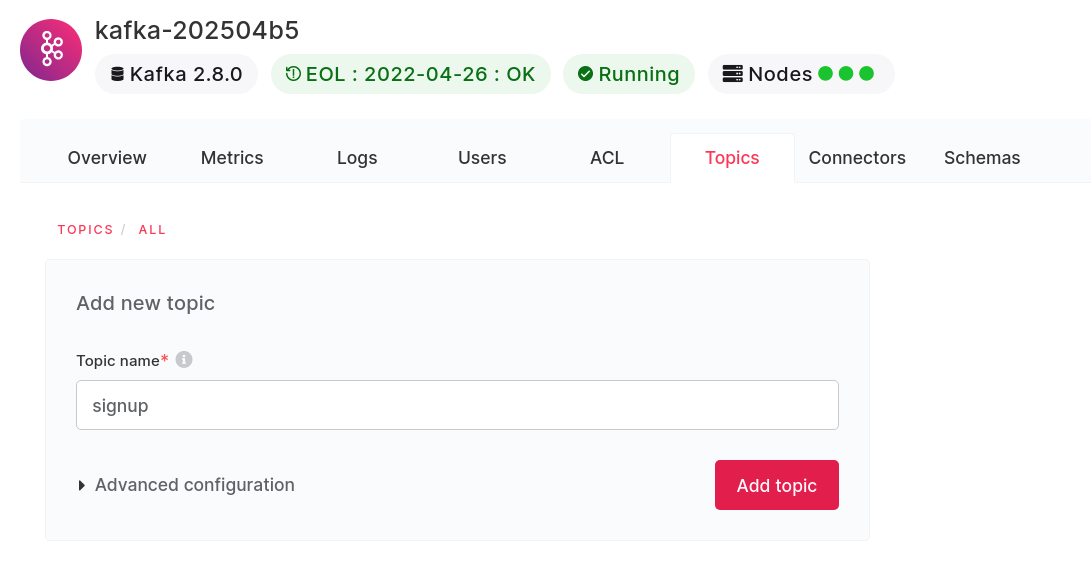 kafka-202504b5
Kafka 2.8.0 EOL : 2022-04-26 : OK Running Nodes
Overview Metrics Logs Users ACL Topics Connectors Schemas
TOPICS / ALL
Add new topic
Topic name*
signup
Advanced configuration Add topic